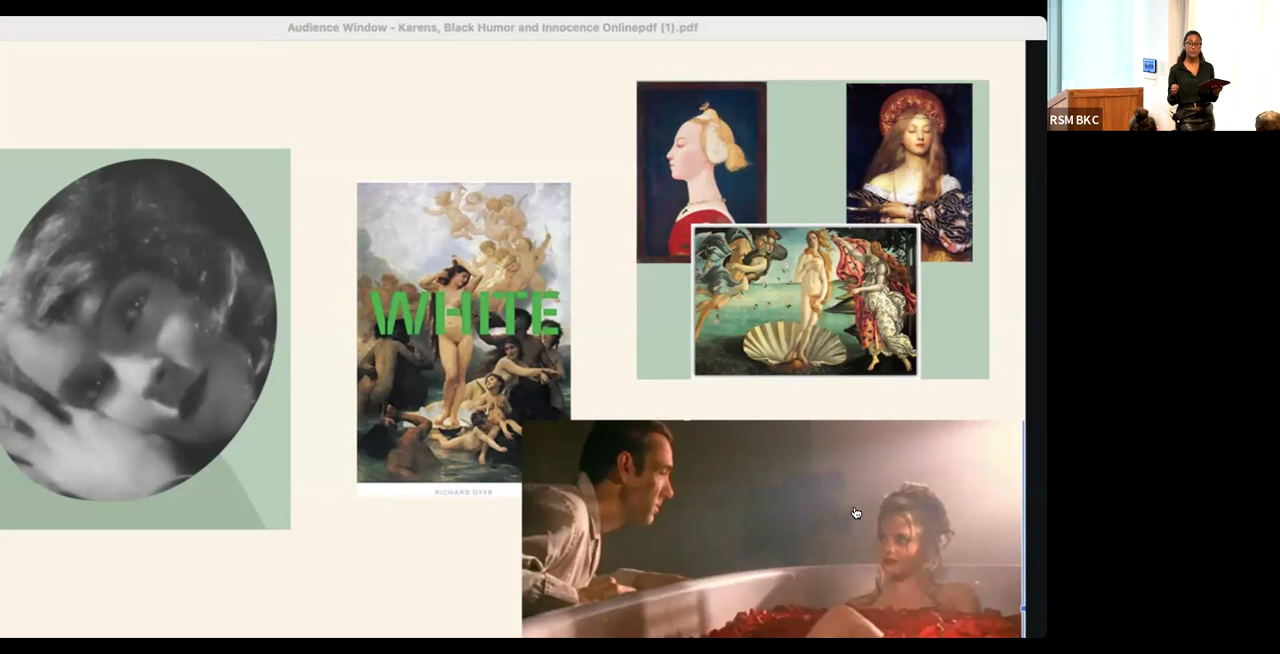 Audience Window - Karens, Black Humor and Innocence Onlinepdf (1).pdf
RSM BKC
WHITE
RICHARD DYER